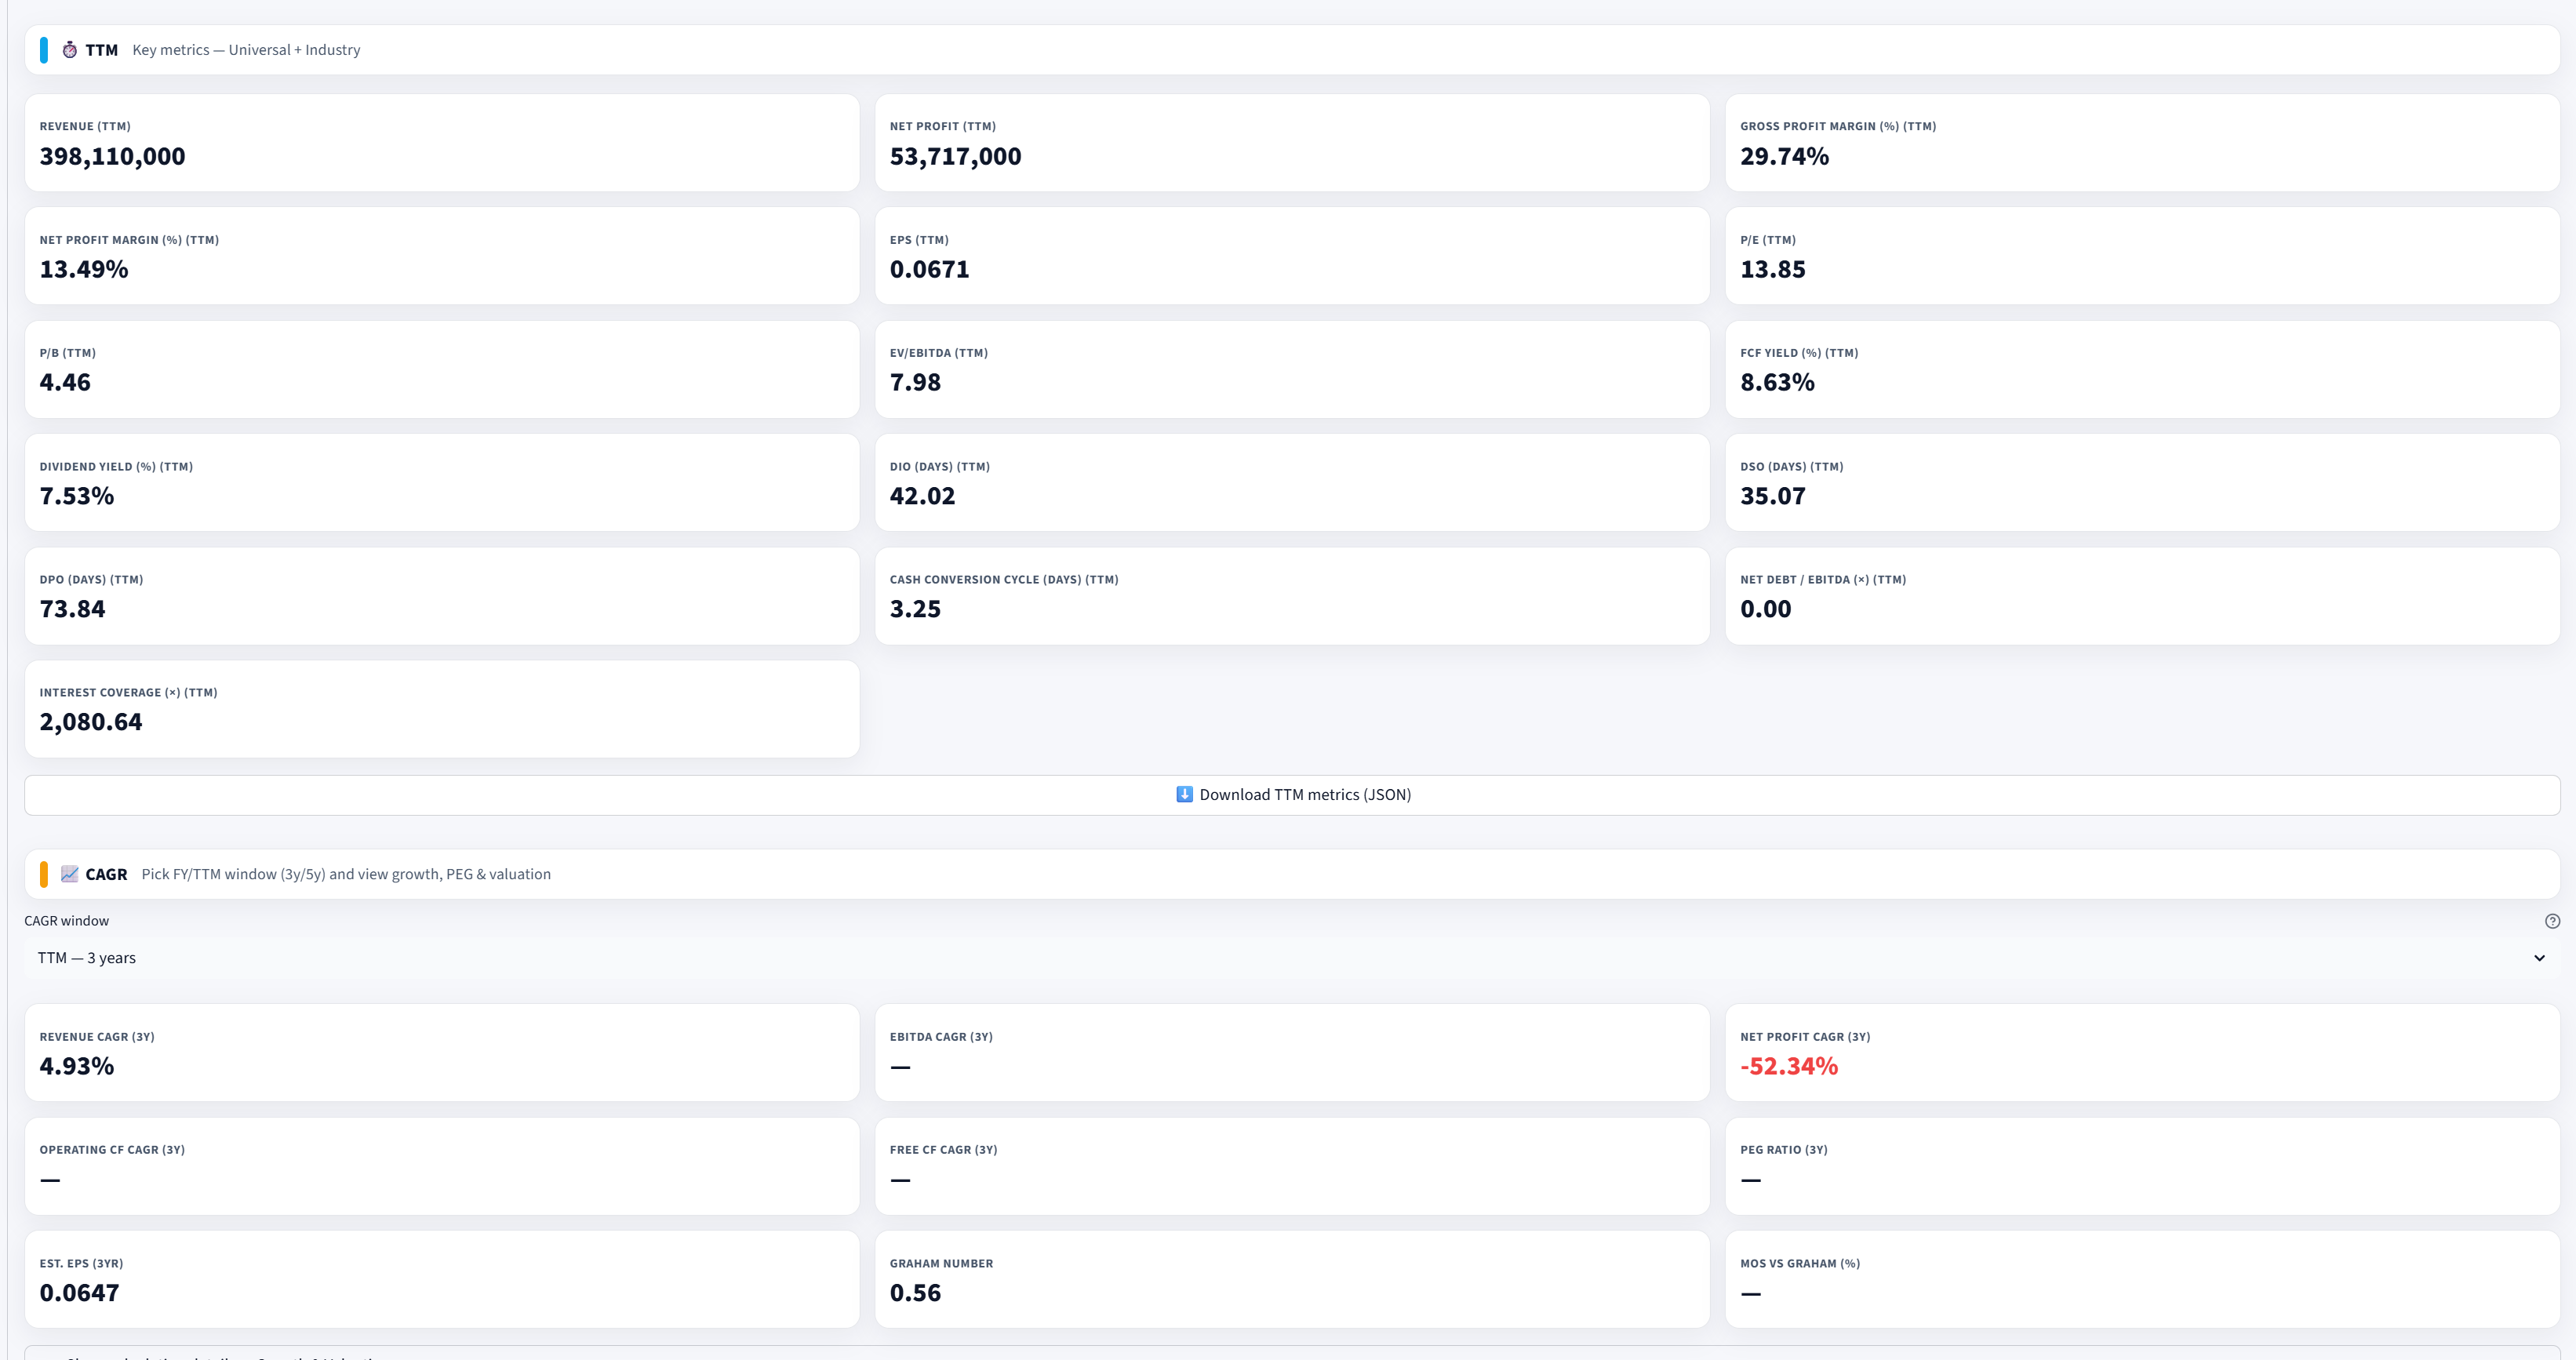 TTM Key metrics — Universal + Industry
REVENUE (TTM)
398,110,000
NET PROFIT (TTM)
53,717,000
GROSS PROFIT MARGIN (%) (TTM)
29.74%
NET PROFIT MARGIN (%) (TTM)
13.49%
EPS (TTM)
0.0671
P/E (TTM)
13.85
P/B (TTM)
4.46
EV/EBITDA (TTM)
7.98
FCF YIELD (%) (TTM)
8.63%
DIVIDEND YIELD (%) (TTM)
7.53%
DIO (DAYS) (TTM)
42.02
DSO (DAYS) (TTM)
35.07
DPO (DAYS) (TTM)
73.84
CASH CONVERSION CYCLE (DAYS) (TTM)
3.25
NET DEBT / EBITDA (×) (TTM)
0.00
INTEREST COVERAGE (×) (TTM)
2,080.64
Download TTM metrics (JSON)
CAGR Pick FY/TTM window (3y/5y) and view growth, PEG & valuation
CAGR window
TTM — 3 years
REVENUE CAGR (3Y)
4.93%
EBITDA CAGR (3Y)
—
NET PROFIT CAGR (3Y)
-52.34%
OPERATING CF CAGR (3Y)
—
FREE CF CAGR (3Y)
—
PEG RATIO (3Y)
—
EST. EPS (3YR)
0.0647
GRAHAM NUMBER
0.56
MOS VS GRAHAM (%)
—